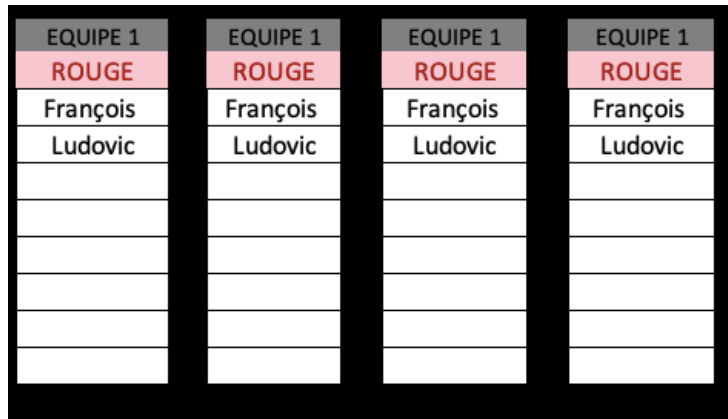 EQUIPE 1 EQUIPE 1 EQUIPE 1 EQUIPE 1
ROUGE ROUGE ROUGE ROUGE
François François François François
Ludovic Ludovic Ludovic Ludovic